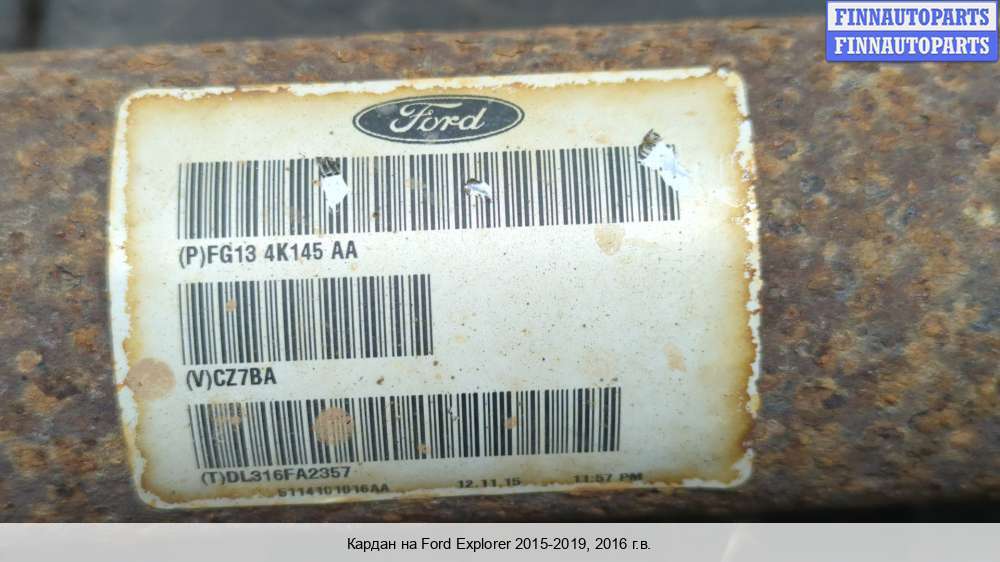 FINNAUTOPARTS
FINNAUTOPARTS
Ford
(P)FG13 4K145 AA
(V)CZ7BA
(T)DL316FA2357
5114101016AA 12.11.15 11:57 PM
Кардан на Ford Explorer 2015-2019, 2016 г.в.